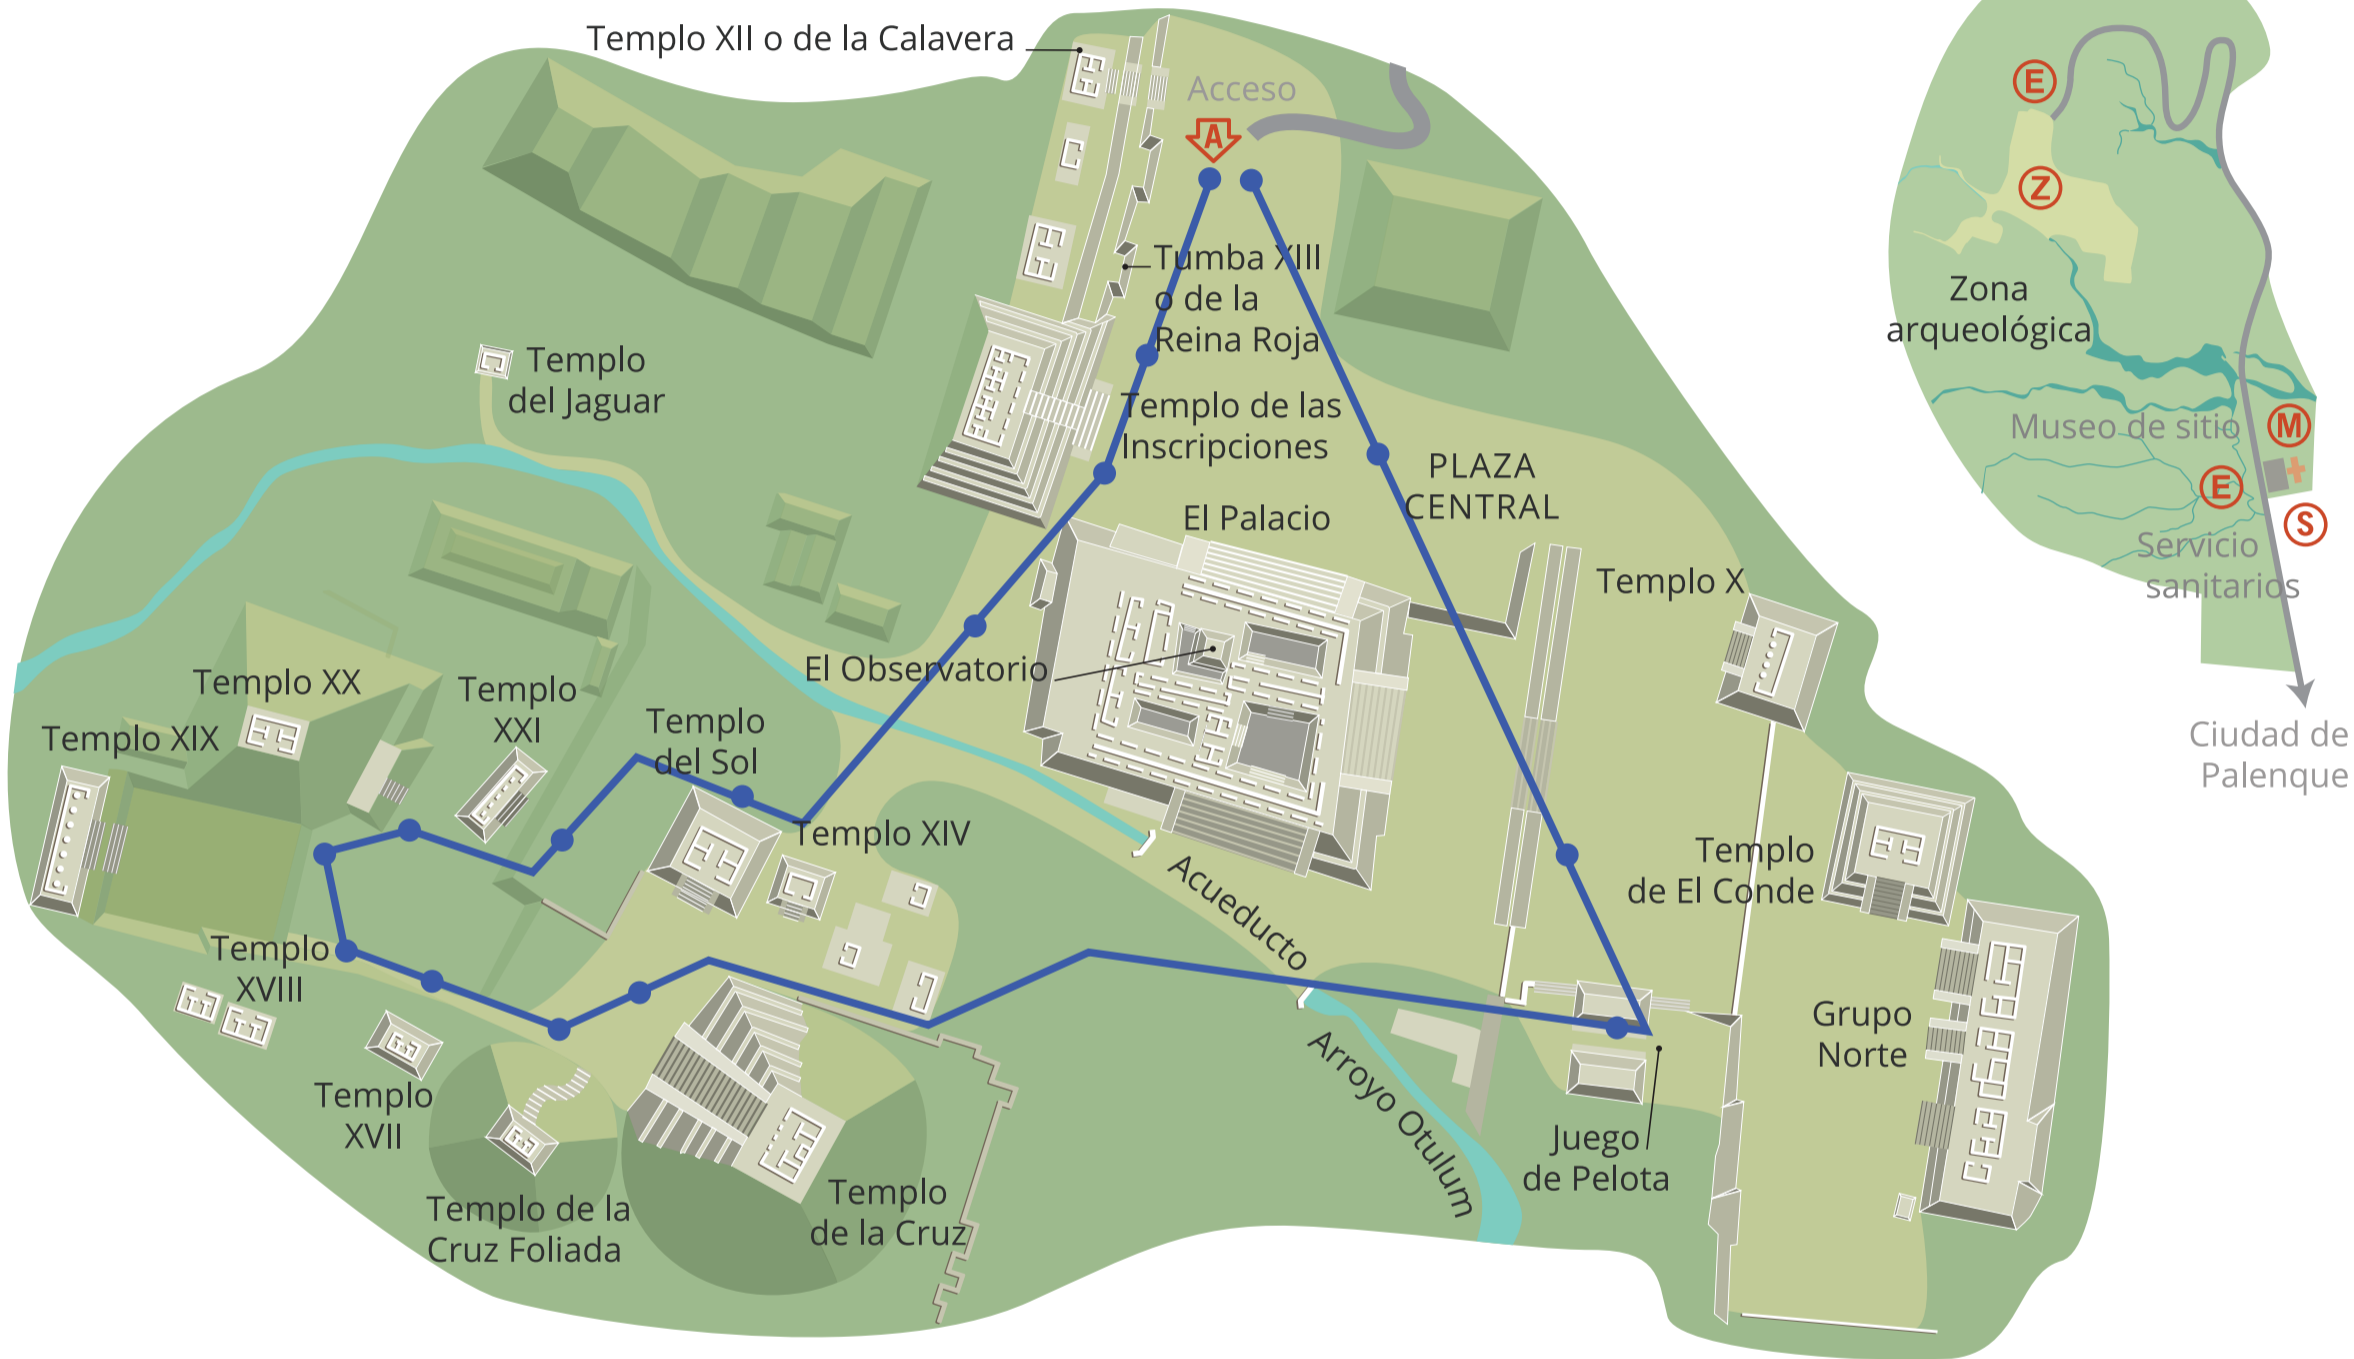 Templo XII o de la Calavera
Acceso
A
Tumba XIII
o de la
Reina Roja
Templo
del Jaguar
Templo de las
Inscripciones
PLAZA
CENTRAL
El Palacio
Templo X
El Observatorio
Templo XX
Templo
XXI
Templo
del Sol
Templo XIX
Templo XIV
Acueducto
Templo
de El Conde
Templo
XVIII
Grupo
Norte
Arroyo Otulum
Templo
XVII
Juego
de Pelota
Templo de la
Cruz Foliada
Templo
de la Cruz
E
Z
Zona
arqueológica
Museo de sitio
M
E
S
Servicio
sanitarios
Ciudad de
Palenque